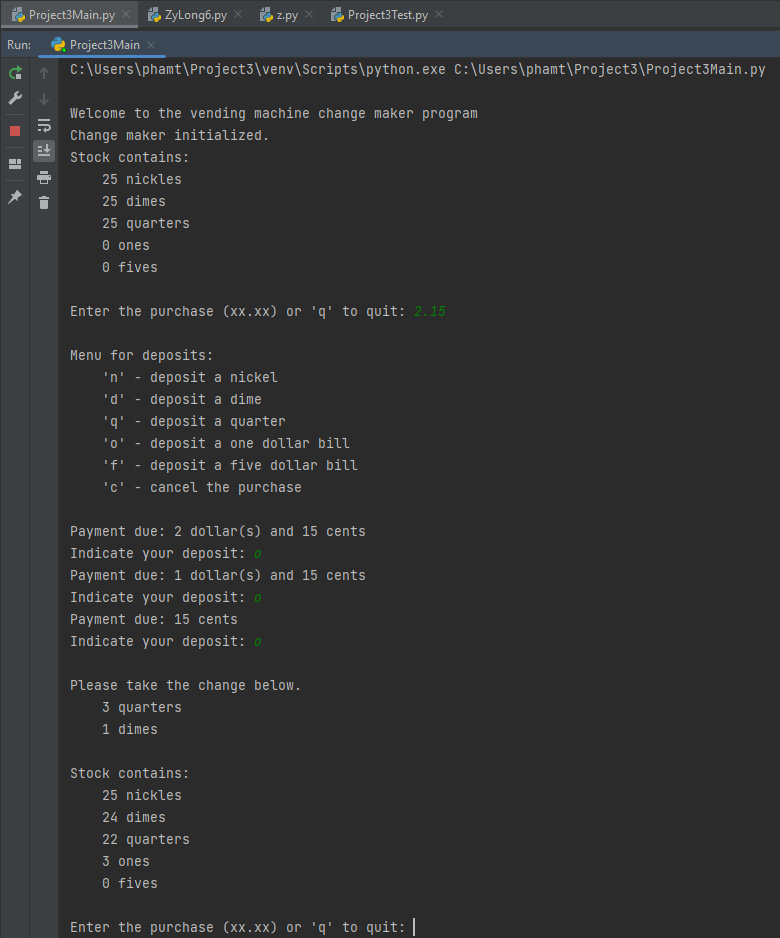 Project3Main.py ZyLong6.py z.py Project3Test.py
Run: Project3Main
C:\Users\phamt\Project3\venv\Scripts\python.exe C:\Users\phamt\Project3\Project3Main.py
Welcome to the vending machine change maker program
Change maker initialized.
Stock contains:
25 nickles
25 dimes
25 quarters
0 ones
0 fives
Enter the purchase (xx.xx) or 'q' to quit: 2.15
Menu for deposits:
'n' - deposit a nickel
'd' - deposit a dime
'q' - deposit a quarter
'o' - deposit a one dollar bill
'f' - deposit a five dollar bill
'c' - cancel the purchase
Payment due: 2 dollar(s) and 15 cents
Indicate your deposit: o
Payment due: 1 dollar(s) and 15 cents
Indicate your deposit: o
Payment due: 15 cents
Indicate your deposit: o
Please take the change below.
3 quarters
1 dimes
Stock contains:
25 nickles
24 dimes
22 quarters
3 ones
0 fives
Enter the purchase (xx.xx) or 'q' to quit: